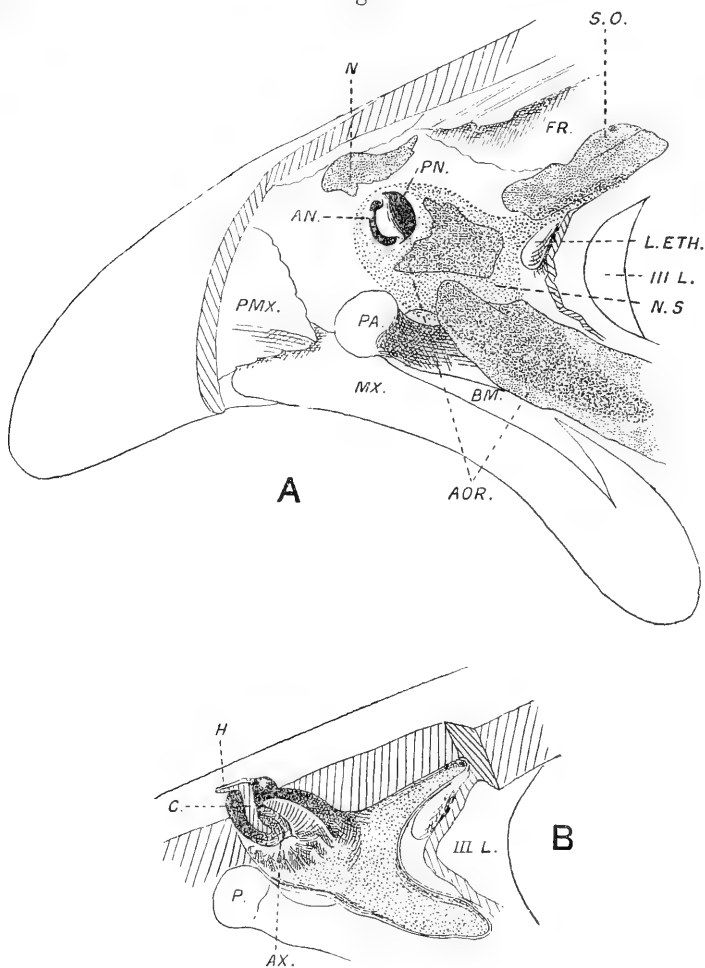 S.O.
N
FR.
PN.
AN.
L.ETH.
III L.
N.S
PMX.
PA.
MX.
BM.
A
AOR.
H
C.
III L.
B
P.
AX.